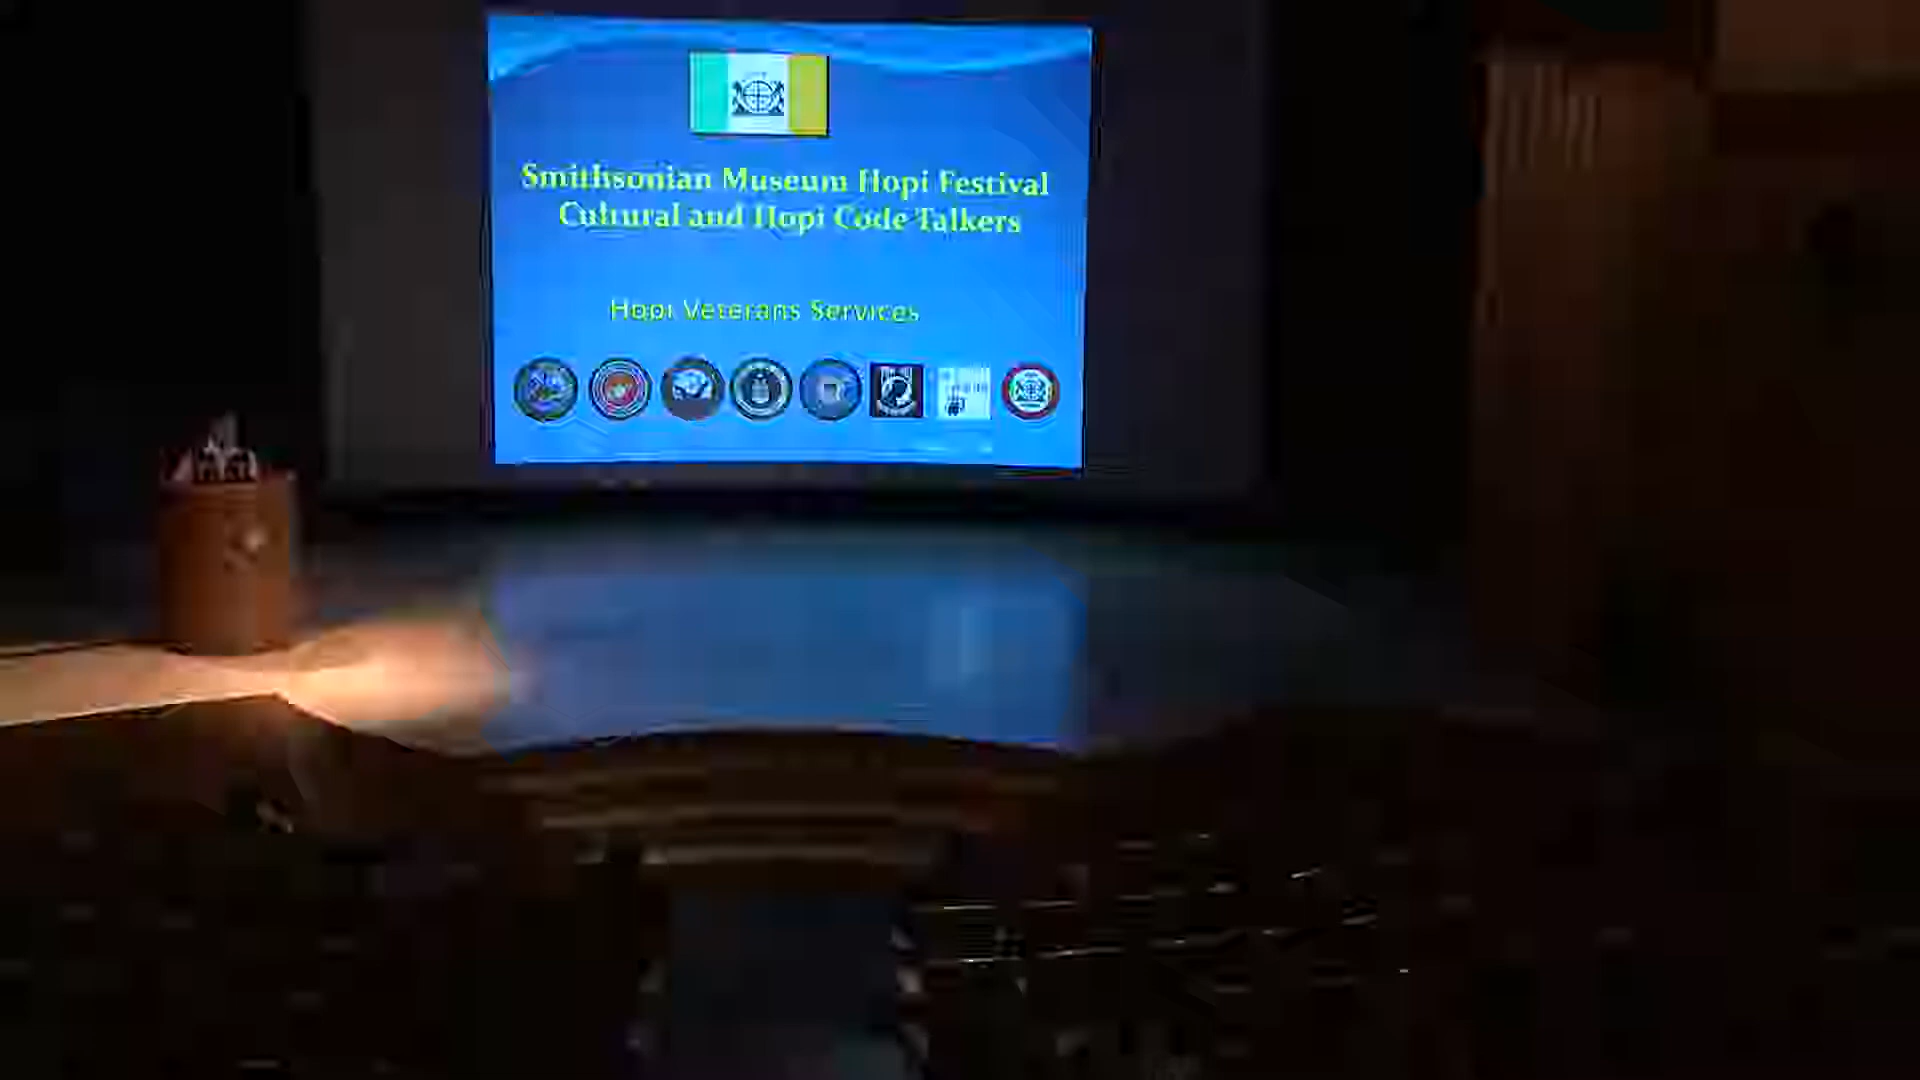 Smithsonian Museum Hopi Festival
Cultural and Hopi Code Talkers
Hopi Veterans Services